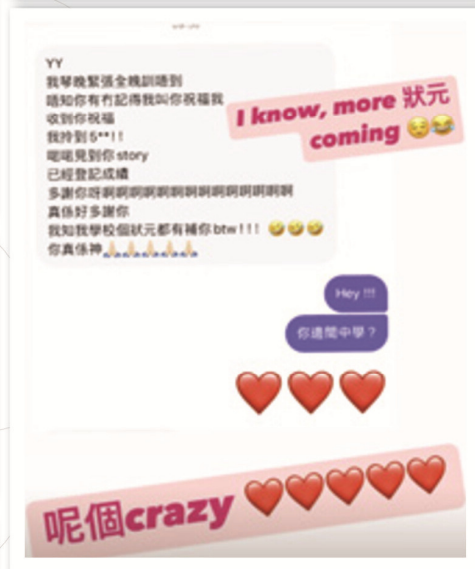 YY
我琴晚緊張全晚訓唔到
唔知你有冇記得我叫你祝福我
收到你祝福
我拎到5**!!
啱啱見到你story
已經登記成績
多謝你呀啊啊啊啊啊啊啊啊啊啊啊啊啊啊啊
真係好多謝你
我知我學校個狀元都有補你btw!!! 🤣🤣🤣
你真係神🙏🏻🙏🏻🙏🏻🙏🏻🙏🏻
I know, more 狀元
coming 😌😂
Hey !!!
你邊間中學?
❤️❤️❤️
呢個crazy ❤️❤️❤️❤️❤️